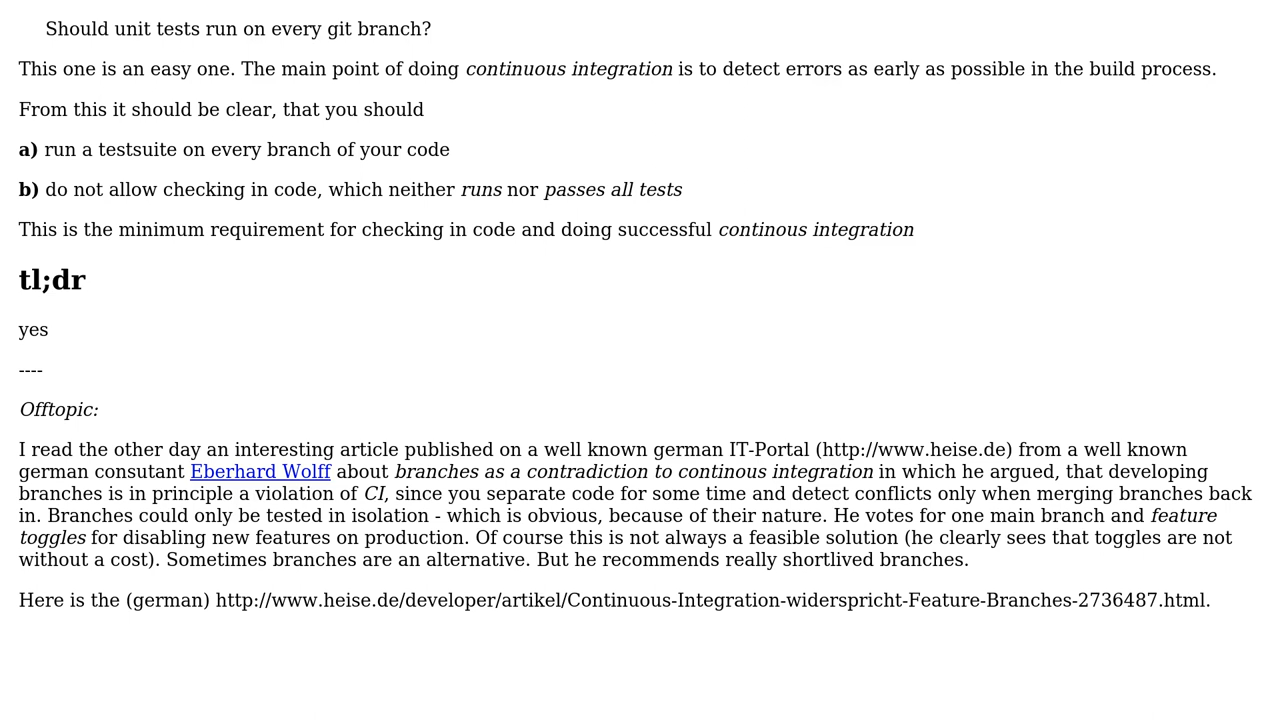 Should unit tests run on every git branch?
This one is an easy one. The main point of doing continuous integration is to detect errors as early as possible in the build process.
From this it should be clear, that you should
a) run a testsuite on every branch of your code
b) do not allow checking in code, which neither runs nor passes all tests
This is the minimum requirement for checking in code and doing successful continous integration
tl;dr
yes
----
Offtopic:
I read the other day an interesting article published on a well known german IT-Portal (http://www.heise.de) from a well known
german consutant Eberhard Wolff about branches as a contradiction to continous integration in which he argued, that developing
branches is in principle a violation of CI, since you separate code for some time and detect conflicts only when merging branches back
in. Branches could only be tested in isolation - which is obvious, because of their nature. He votes for one main branch and feature
toggles for disabling new features on production. Of course this is not always a feasible solution (he clearly sees that toggles are not
without a cost). Sometimes branches are an alternative. But he recommends really shortlived branches.
Here is the (german) http://www.heise.de/developer/artikel/Continuous-Integration-widerspricht-Feature-Branches-2736487.html.